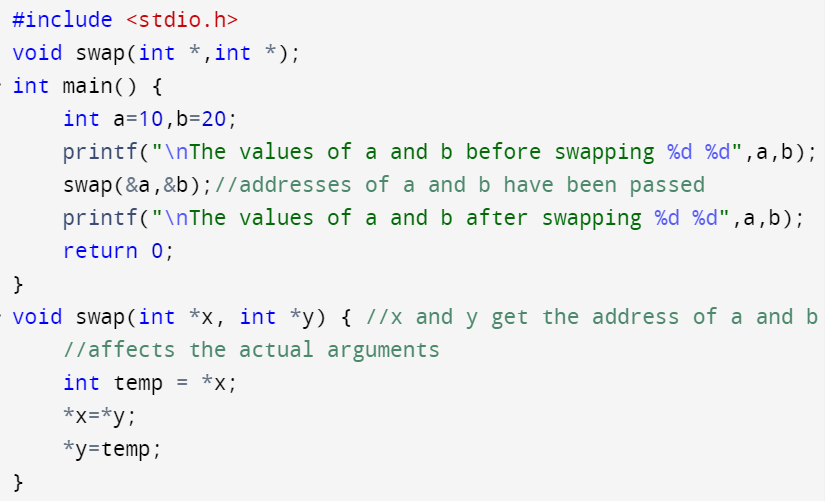 #include <stdio.h>
void swap(int *,int *);
int main() {
    int a=10,b=20;
    printf("\nThe values of a and b before swapping %d %d",a,b);
    swap(&a,&b);//addresses of a and b have been passed
    printf("\nThe values of a and b after swapping %d %d",a,b);
    return 0;
}
void swap(int *x, int *y) { //x and y get the address of a and b
    //affects the actual arguments
    int temp = *x;
    *x=*y;
    *y=temp;
}